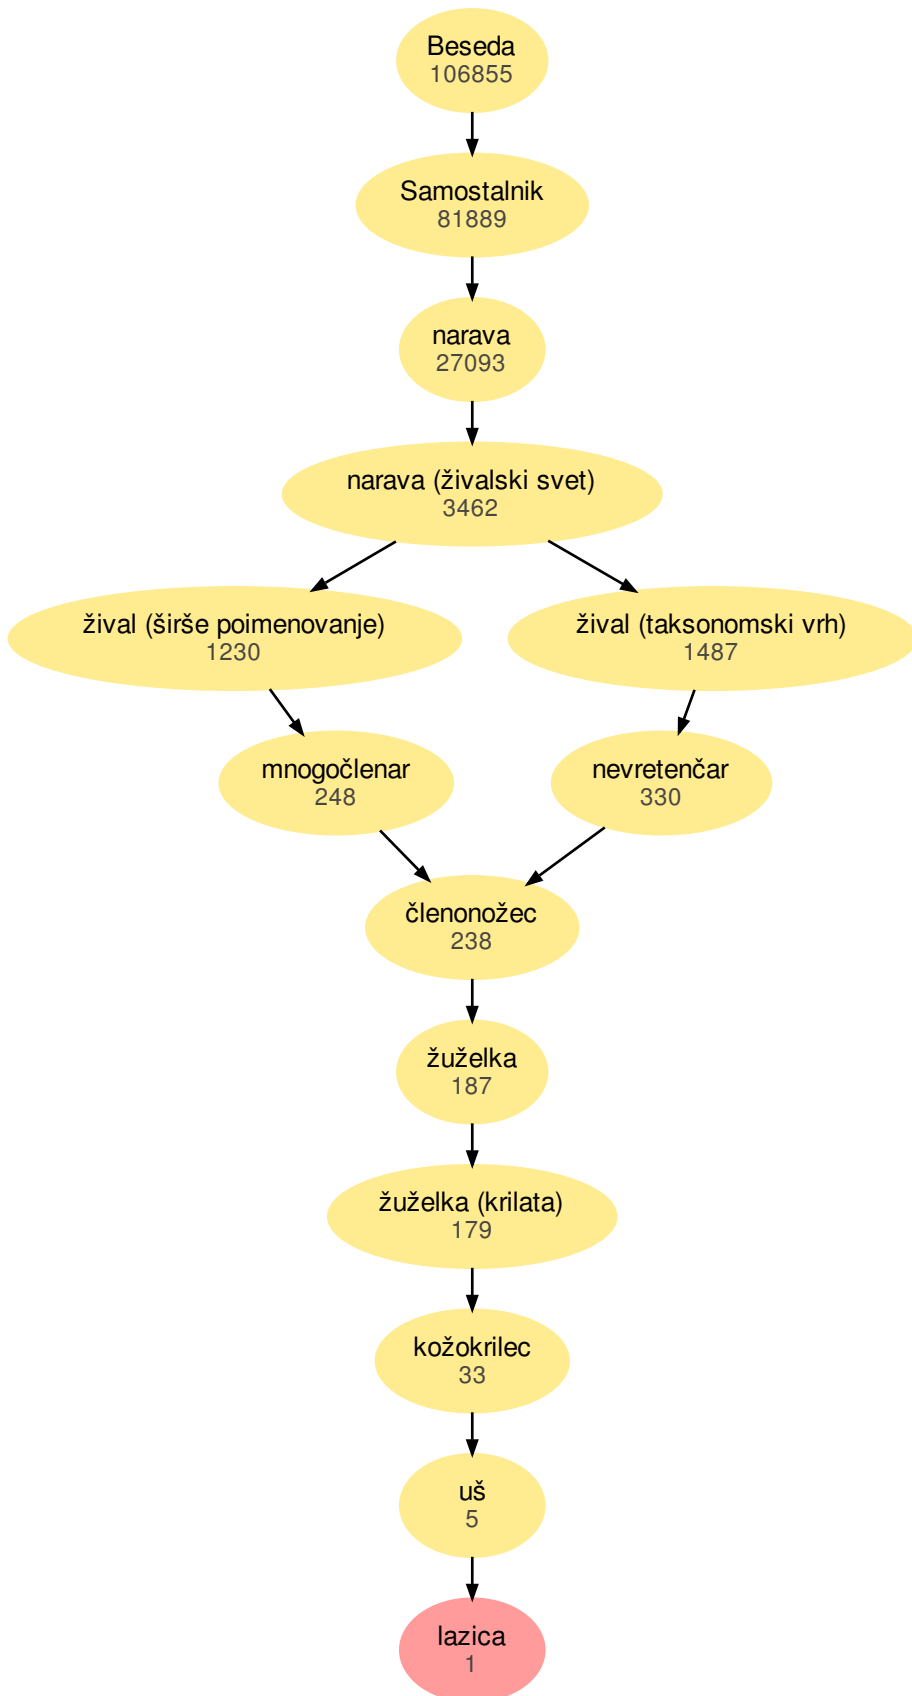 Beseda
106855
Samostalnik
81889
narava
27093
narava (živalski svet)
3462
žival (širše poimenovanje)
1230
žival (taksonomski vrh)
1487
mnogočlenar
248
nevretenčar
330
členonožec
238
žuželka
187
žuželka (krilata)
179
kožokrilec
33
uš
5
lazica
1